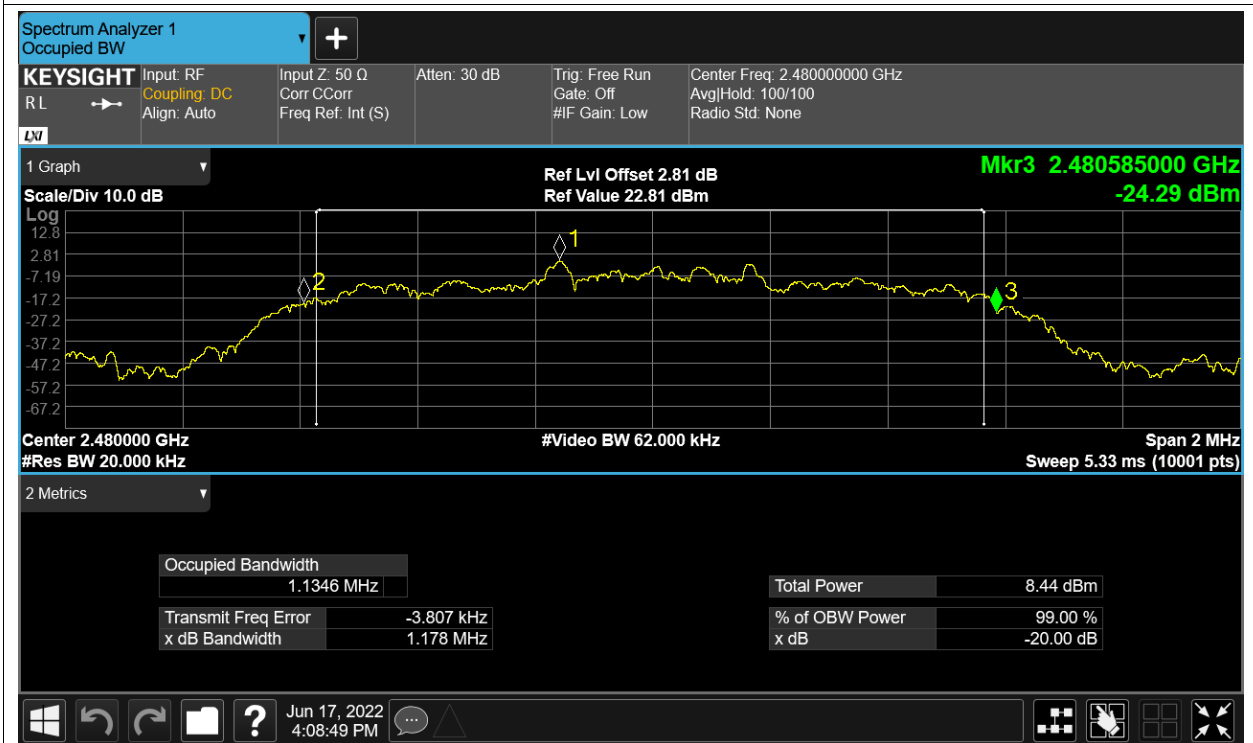 Spectrum Analyzer 1
Occupied BW
KEYSIGHT
R L
LXI
Input: RF
Coupling: DC
Align: Auto
Input Z: 50 Ω
Corr CCorr
Freq Ref: Int (S)
Atten: 30 dB
Trig: Free Run
Gate: Off
#IF Gain: Low
Center Freq: 2.480000000 GHz
Avg|Hold: 100/100
Radio Std: None
1 Graph
Scale/Div 10.0 dB
Ref Lvl Offset 2.81 dB
Ref Value 22.81 dBm
Mkr3 2.480585000 GHz
-24.29 dBm
Log
12.8
2.81
-7.19
-17.2
-27.2
-37.2
-47.2
-57.2
-67.2
1
2
3
Center 2.480000 GHz
#Video BW 62.000 kHz
Span 2 MHz
#Res BW 20.000 kHz
Sweep 5.33 ms (10001 pts)
2 Metrics
Occupied Bandwidth
1.1346 MHz
Total Power 8.44 dBm
Transmit Freq Error -3.807 kHz
% of OBW Power 99.00 %
x dB Bandwidth 1.178 MHz
x dB -20.00 dB
?
Jun 17, 2022
4:08:49 PM